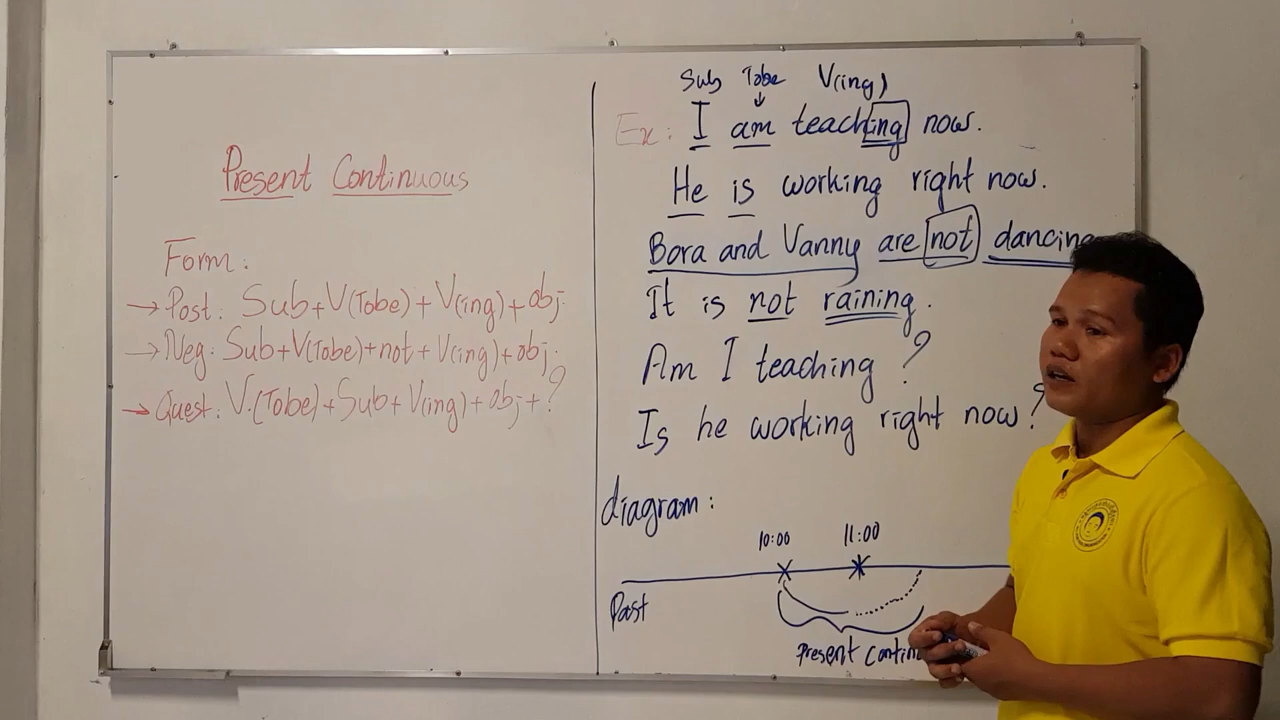 Present Continuous
Form:
→ Post: Sub+V(Tobe)+V(ing)+obj.
→ Neg: Sub+V(Tobe)+not+V(ing)+obj.
→ Quest: V.(Tobe)+Sub+V(ing)+obj+?
Sub Tobe V(ing)
Ex: I am teaching now.
He is working right now.
Bora and Vanny are not dancing
It is not raining.
Am I teaching?
Is he working right now?
diagram:
10:00 11:00
Past
Present Contin